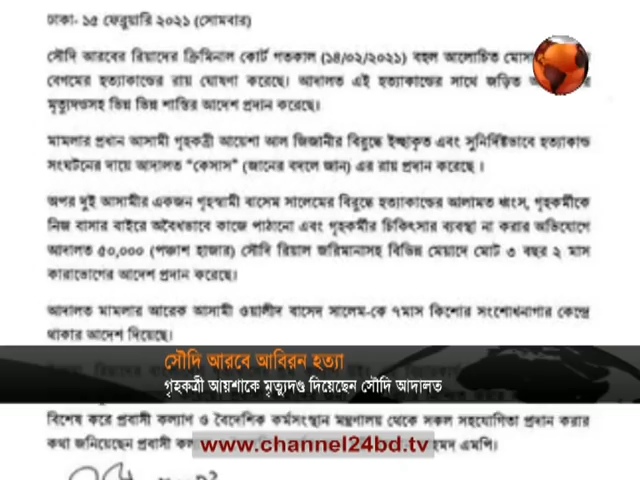 ঢাকা- ১৫ ফেব্রুয়ারি ২০২১ (সোমবার)
সৌদি আরবের রিয়াদের ক্রিমিনাল কোর্ট গতকাল (১৪/০২/২০২১) বহুল আলোচিত
বেগমের হত্যাকান্ডের রায় ঘোষণা করেছে। আদালত এই হত্যাকান্ডের সাথে জড়িত
মৃত্যুদণ্ডসহ ভিন্ন ভিন্ন শাস্তির আদেশ প্রদান করেছে।
মামলার প্রধান আসামী গৃহকর্ত্রী আয়েশা আল জিজানীর বিরুদ্ধে ইচ্ছাকৃত এবং সুনির্দিষ্টভাবে হত্যাকান্ড
সংঘটনের দায়ে আদালত “কেসাস” (জানের বদলে জান) এর রায় প্রদান করেছে ।
অপর দুই আসামীর একজন গৃহস্বামী বাসেম সালেমের বিরুদ্ধে হত্যাকান্ডের আলামত ধ্বংস, গৃহকর্মীকে
নিজ বাসার বাইরে অবৈধভাবে কাজে পাঠানো এবং গৃহকর্মীর চিকিৎসার ব্যবস্থা না করার অভিযোগে
আদালত ৫০,০০০ (পঞ্চাশ হাজার) সৌদি রিয়াল জরিমানাসহ বিভিন্ন মেয়াদে মোট ৩ বছর ২ মাস
কারাভোগের আদেশ প্রদান করেছে।
আদালত মামলার আরেক আসামী ওয়ালীদ বাসেদ সালেম-কে ৭মাস কিশোর সংশোধনাগার কেন্দ্রে
থাকার আদেশ দিয়েছে।
সৌদি আরবে আবিরন হত্যা
গৃহকর্ত্রী আয়শাকে মৃত্যুদণ্ড দিয়েছেন সৌদি আদালত
বিশেষ করে প্রবাসী কল্যাণ ও বৈদেশিক কর্মসংস্থান মন্ত্রণালয় থেকে সকল সহযোগিতা প্রদান করার
কথা জানিয়েছেন প্রবাসী এমপি।
www.channel24bd.tv